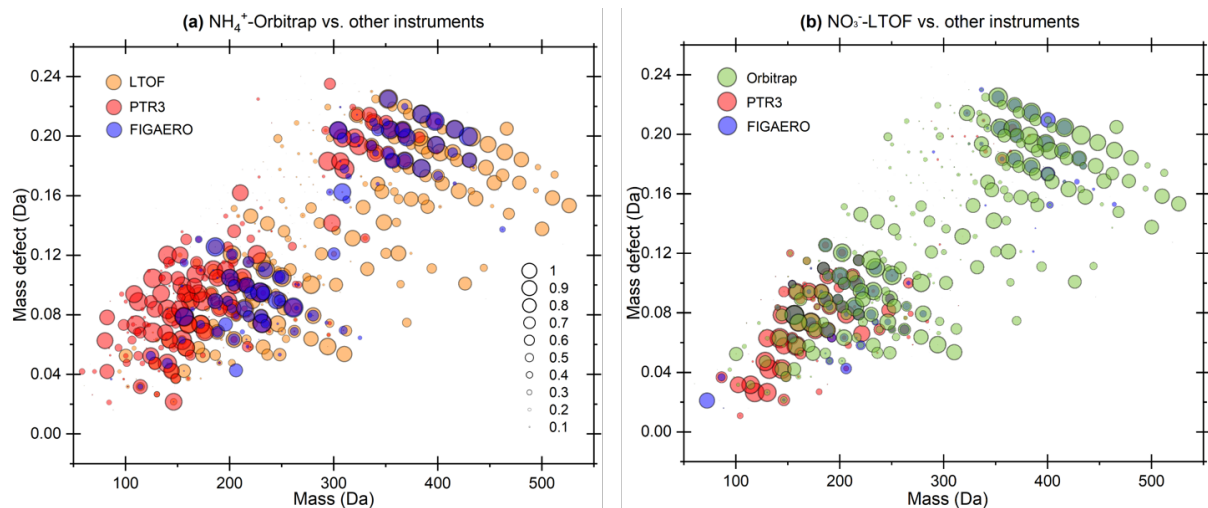 (a) NH₄⁺-Orbitrap vs. other instruments
0.24
0.20
0.16
0.12
0.08
0.04
0.00
Mass defect (Da)
LTOF
PTR3
FIGAERO
1
0.9
0.8
0.7
0.6
0.5
0.4
0.3
0.2
0.1
100 200 300 400 500
Mass (Da)
(b) NO₃⁻-LTOF vs. other instruments
0.24
0.20
0.16
0.12
0.08
0.04
0.00
Mass defect (Da)
Orbitrap
PTR3
FIGAERO
100 200 300 400 500
Mass (Da)